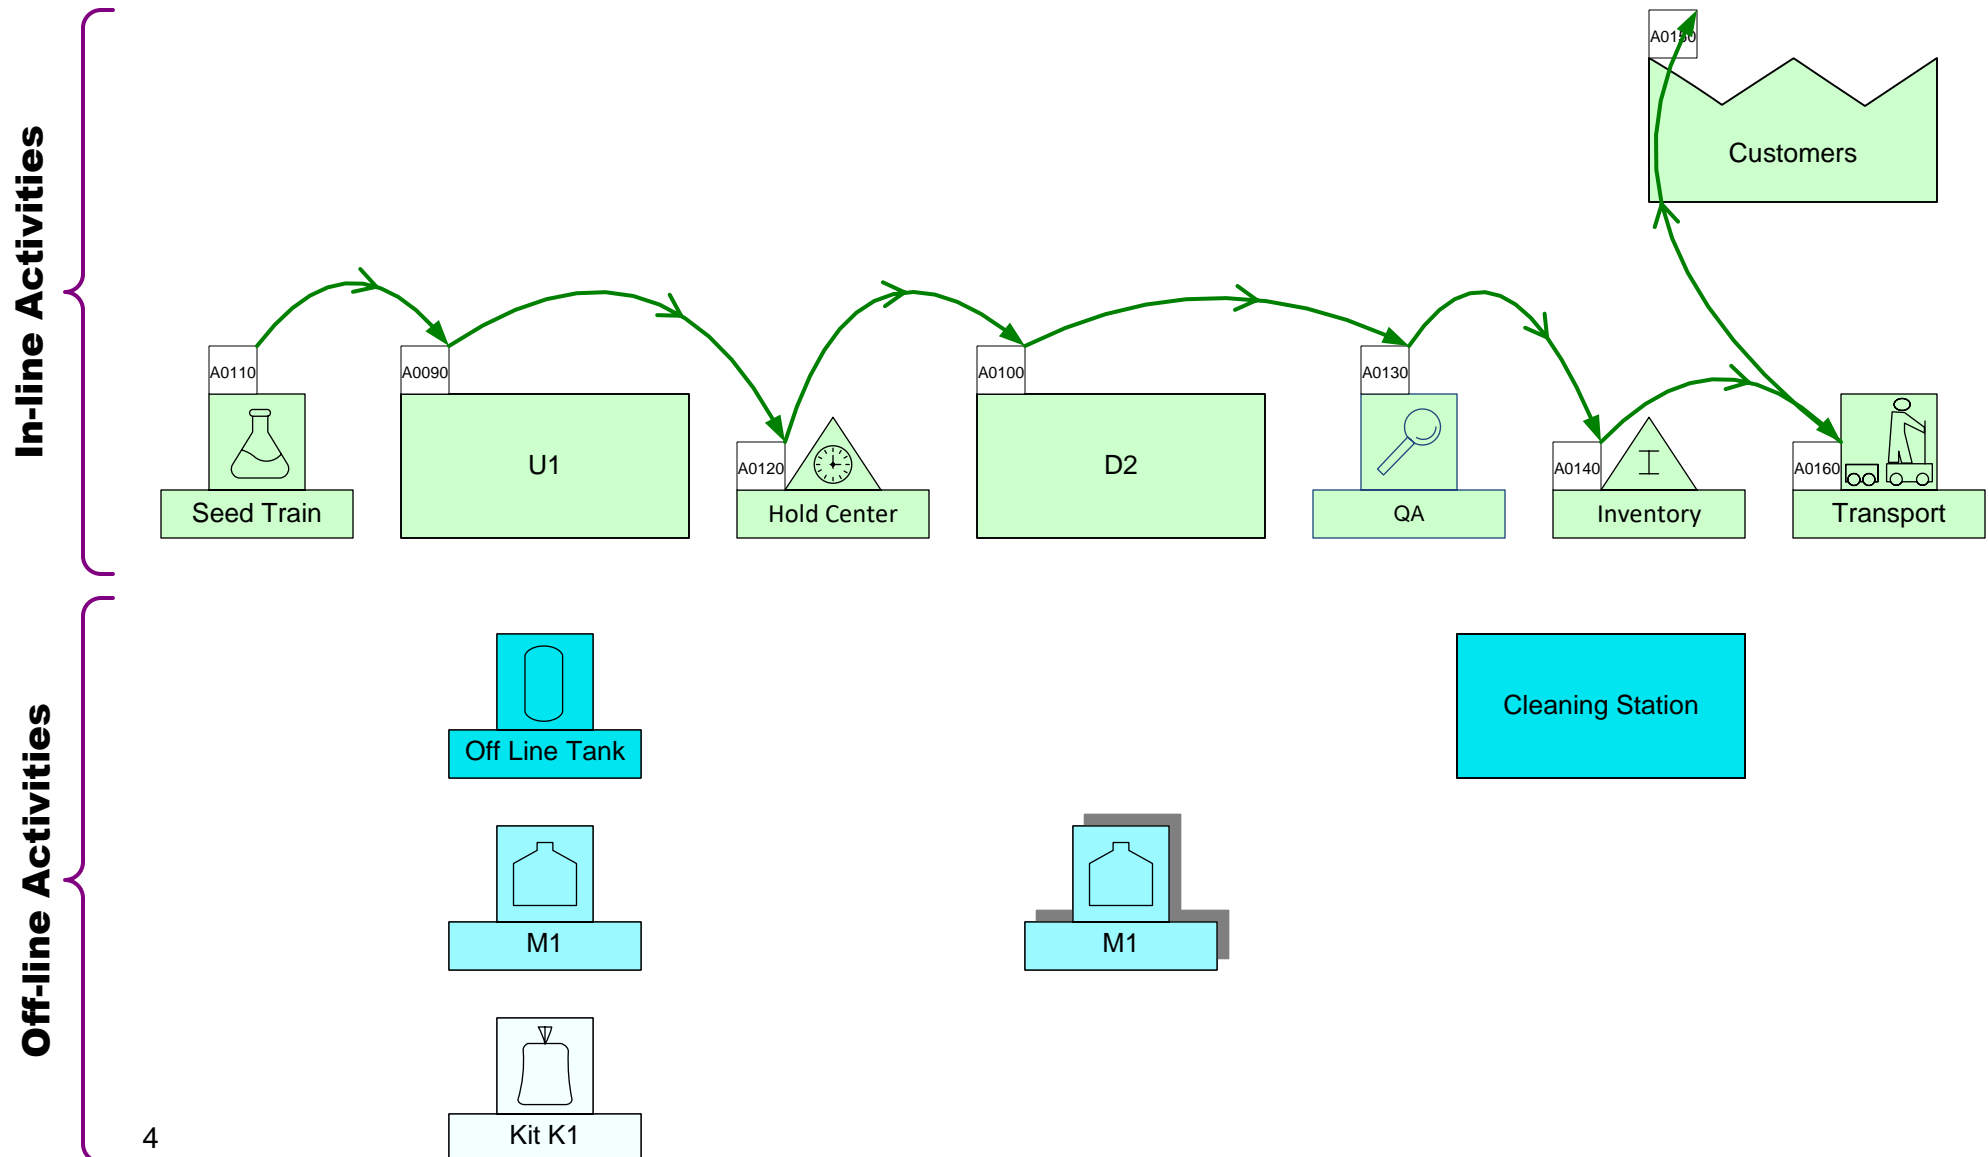 In-line Activities
A0150
Customers
A0110
A0090
A0100
A0130
A0120
A0140
A0160
I
Seed Train
U1
Hold Center
D2
QA
Inventory
Transport
Off-line Activities
Off Line Tank
Cleaning Station
M1
M1
Kit K1
4